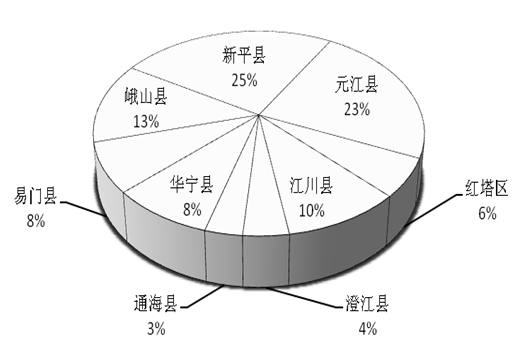 新平县
25%
元江县
23%
峨山县
13%
易门县
8%
华宁县
8%
江川县
10%
红塔区
6%
通海县
3%
澄江县
4%